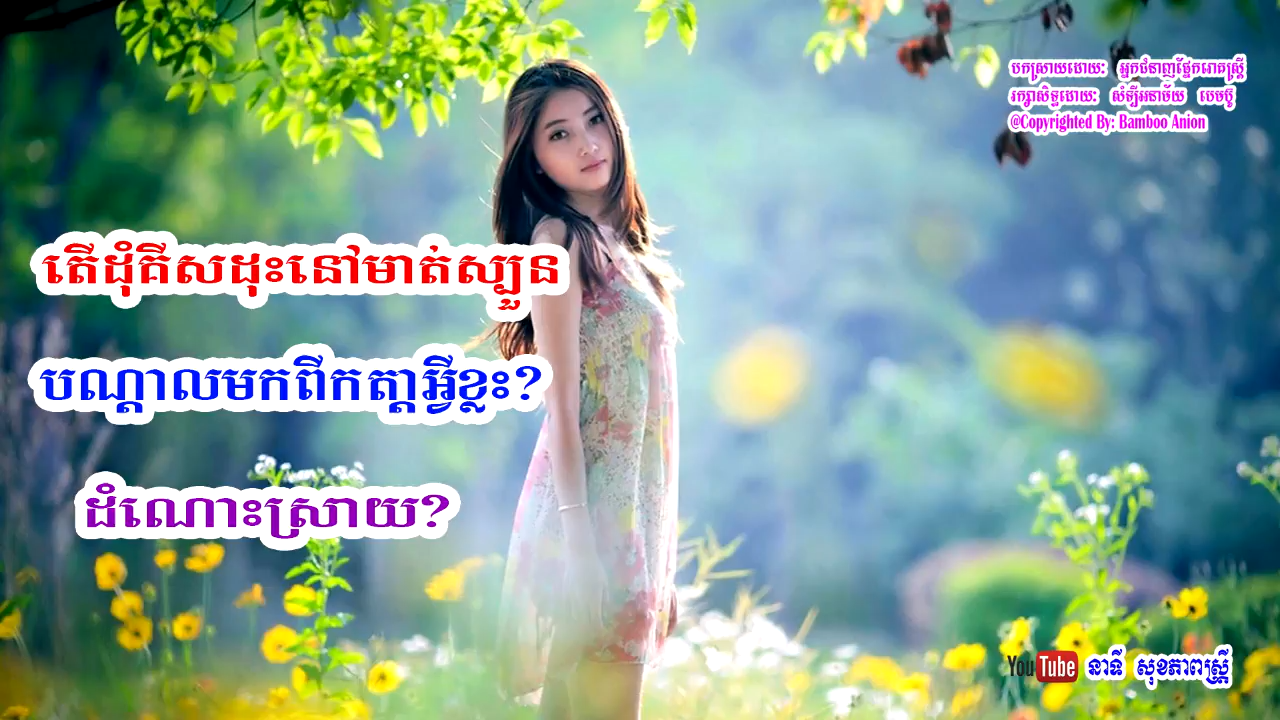 បកស្រាយដោយ: អ្នកជំនាញផ្នែករោគស្ត្រី
រក្សាសិទ្ធដោយ: សំឡីអនាម័យ បេមប៊ូ
@Copyrighted By: Bamboo Anion
តើដុំគីសដុះនៅមាត់ស្បូន
បណ្តាលមកពីកត្តាអ្វីខ្លះ?
ដំណោះស្រាយ?
YouTube នាទី សុខភាពស្ត្រី